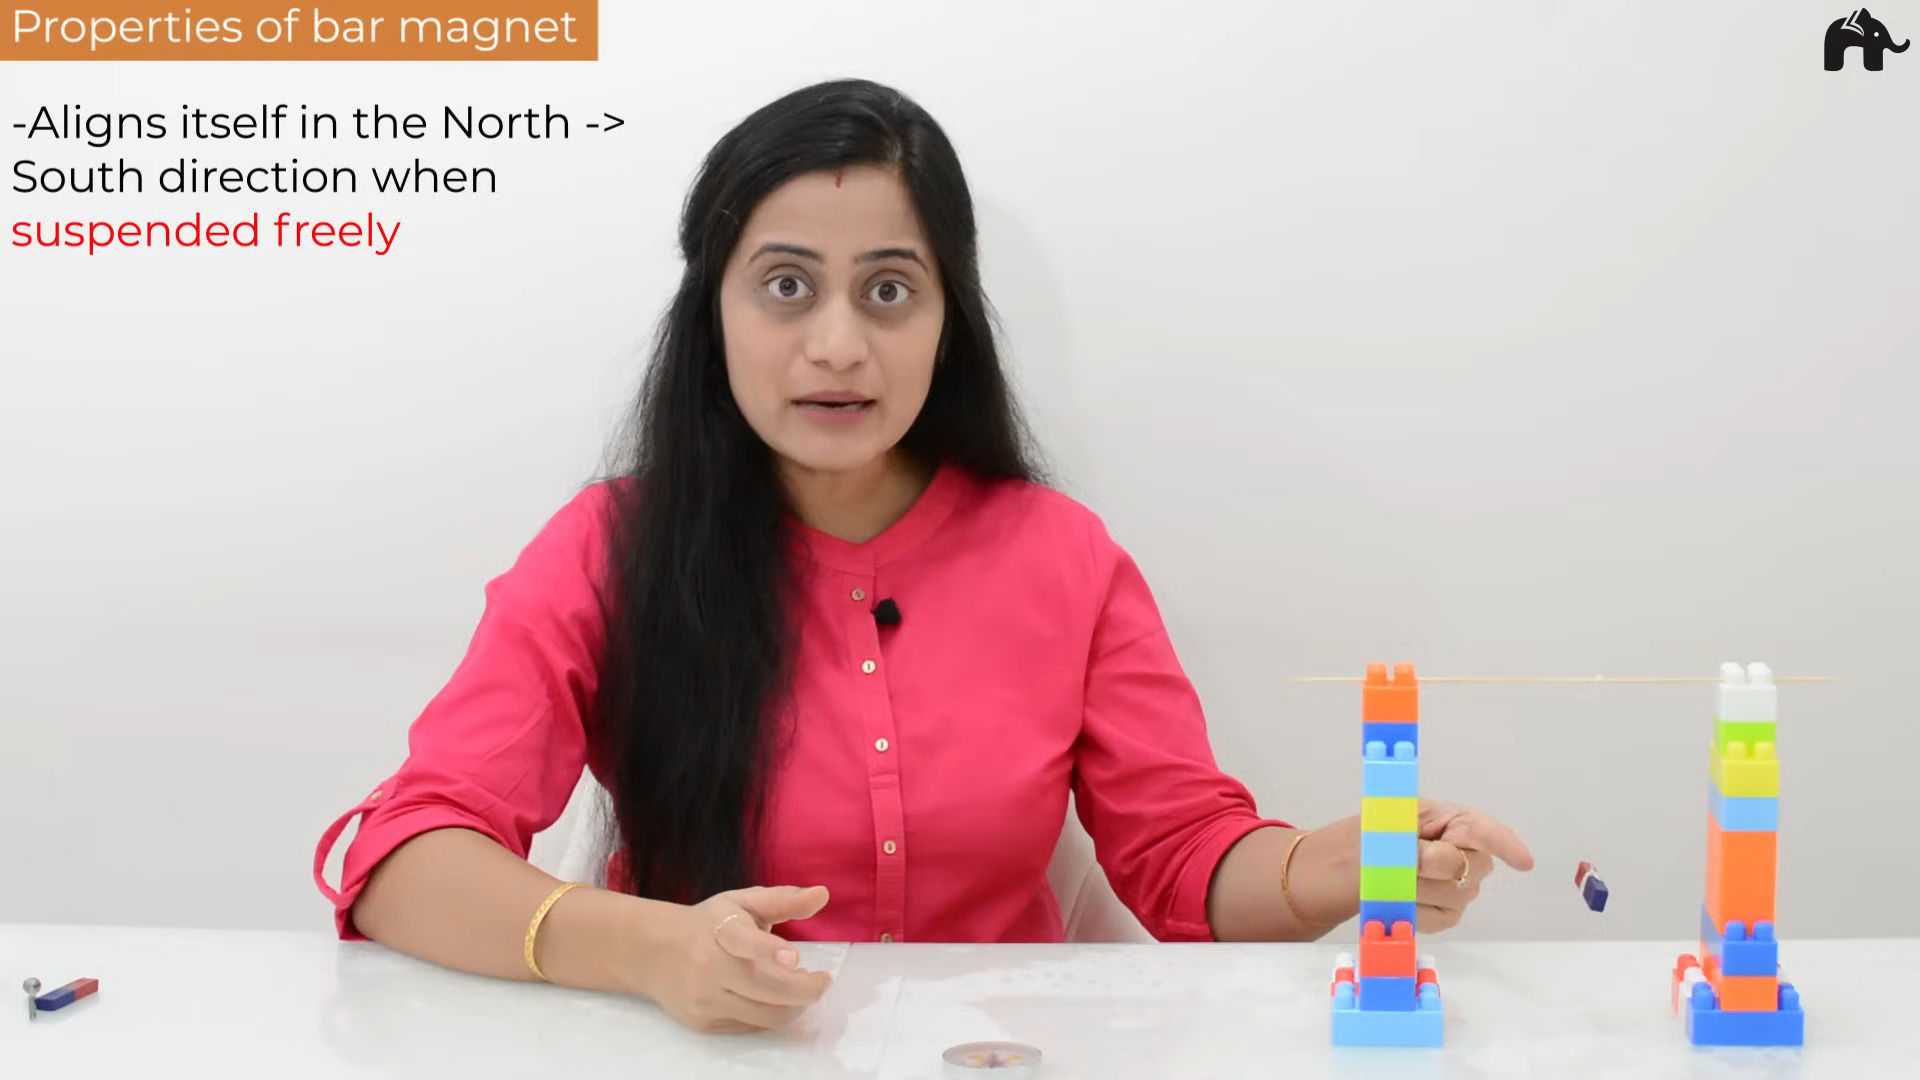 Properties of bar magnet
-Aligns itself in the North ->
South direction when
suspended freely